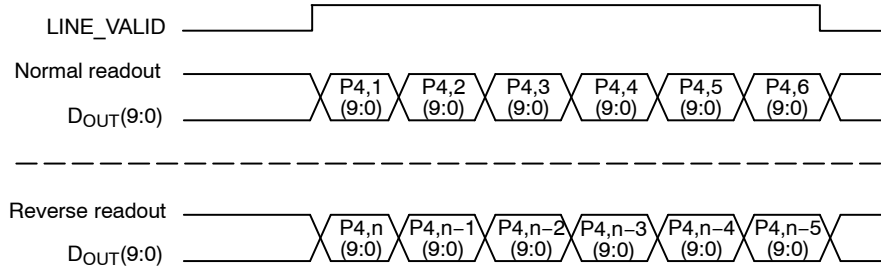 LINE_VALID
Normal readout
P4,1 P4,2 P4,3 P4,4 P4,5 P4,6
(9:0) (9:0) (9:0) (9:0) (9:0) (9:0)
DOUT(9:0)
Reverse readout
P4,n P4,n−1 P4,n−2 P4,n−3 P4,n−4 P4,n−5
(9:0) (9:0) (9:0) (9:0) (9:0) (9:0)
DOUT(9:0)